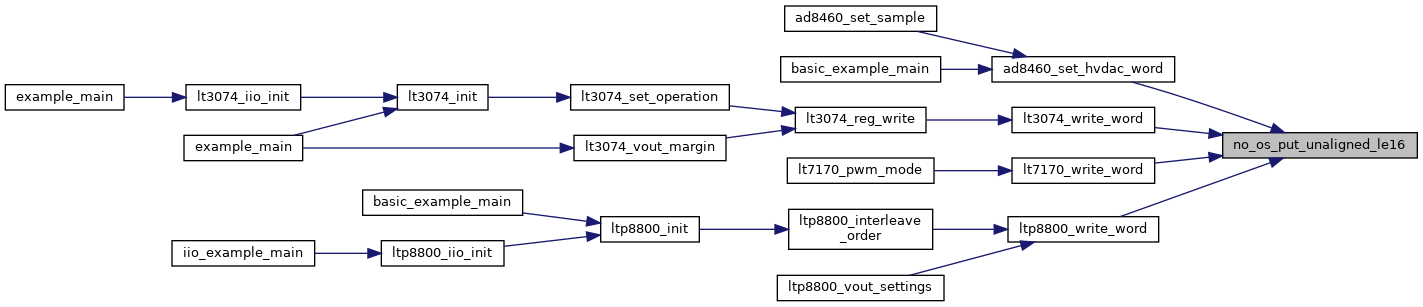 ad8460_set_sample
basic_example_main
ad8460_set_hvdac_word
example_main
lt3074_iio_init
lt3074_init
lt3074_set_operation
lt3074_reg_write
lt3074_write_word
example_main
lt3074_vout_margin
no_os_put_unaligned_le16
lt7170_pwm_mode
lt7170_write_word
basic_example_main
ltp8800_init
ltp8800_interleave
_order
ltp8800_write_word
iio_example_main
ltp8800_iio_init
ltp8800_vout_settings